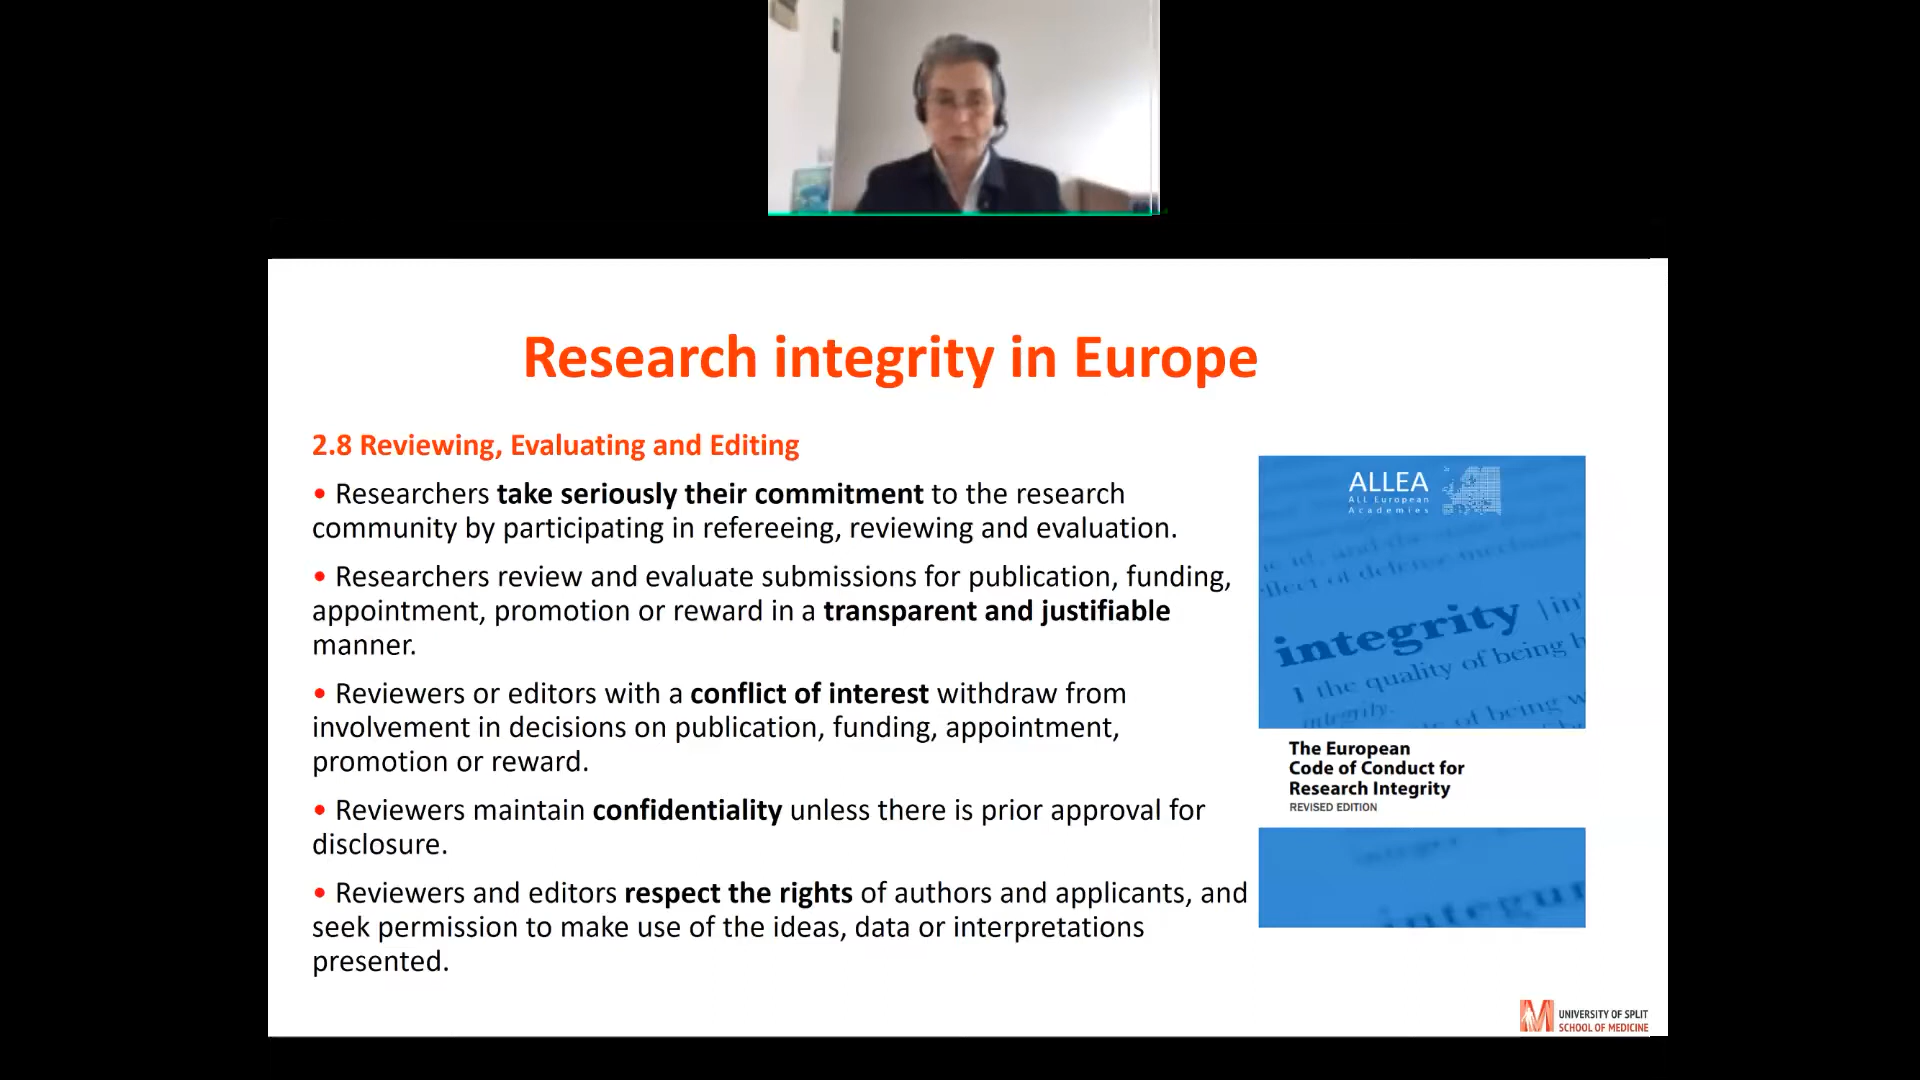 Research integrity in Europe
2.8 Reviewing, Evaluating and Editing
• Researchers take seriously their commitment to the research
community by participating in refereeing, reviewing and evaluation.
• Researchers review and evaluate submissions for publication, funding,
appointment, promotion or reward in a transparent and justifiable
manner.
• Reviewers or editors with a conflict of interest withdraw from
involvement in decisions on publication, funding, appointment,
promotion or reward.
• Reviewers maintain confidentiality unless there is prior approval for
disclosure.
• Reviewers and editors respect the rights of authors and applicants, and
seek permission to make use of the ideas, data or interpretations
presented.
ALLEA
All European
Academies
integrity |in'
1 the quality of being
integrity.
of being
The European
Code of Conduct for
Research Integrity
REVISED EDITION
UNIVERSITY OF SPLIT
SCHOOL OF MEDICINE